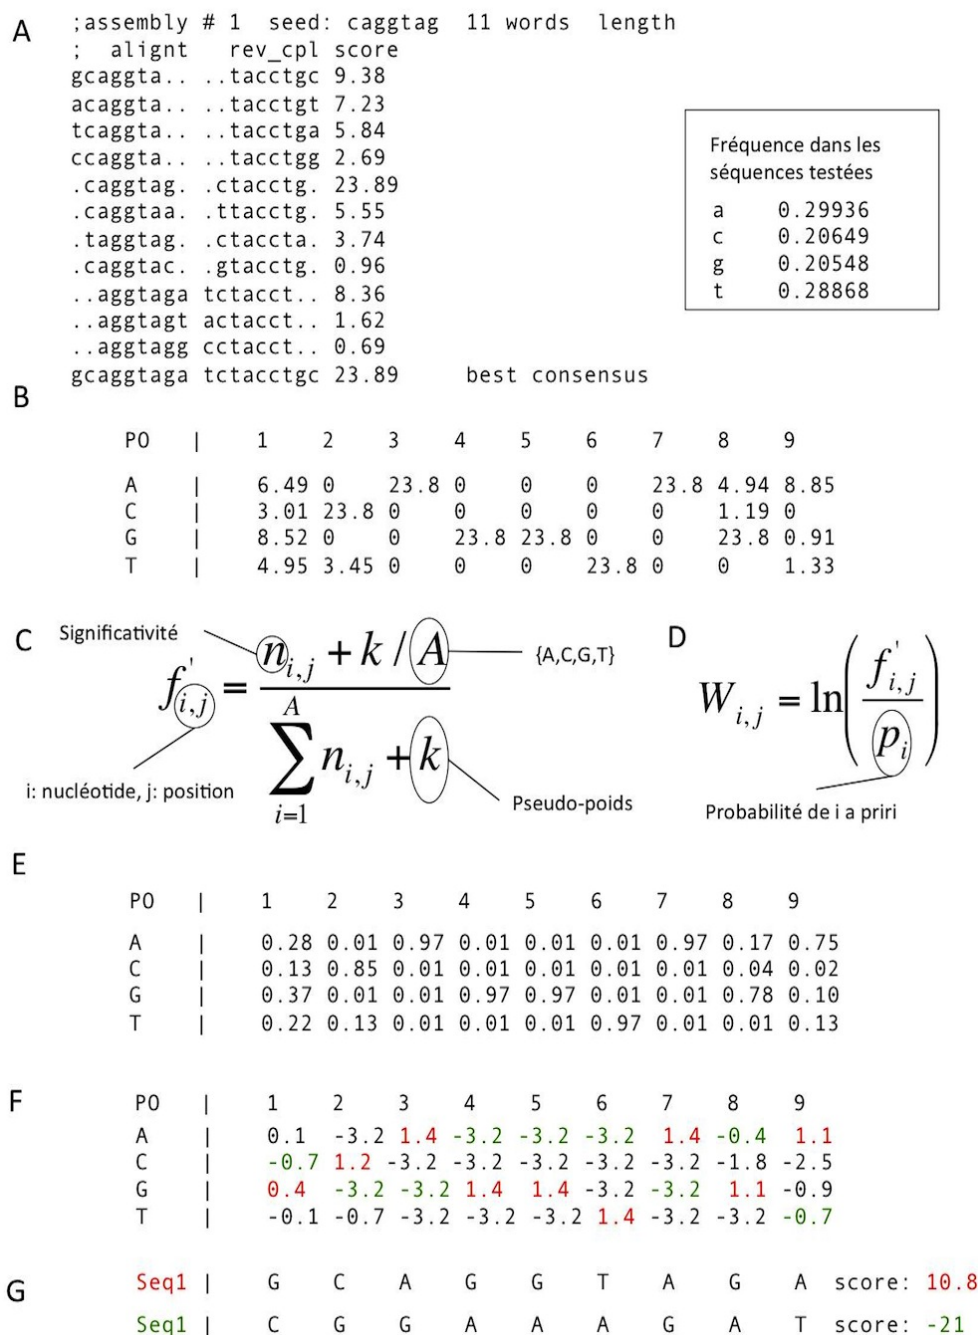 A
;assembly # 1 seed: caggtag 11 words length
; alignt rev_cpl score
gcaggta.. ..tacctgc 9.38
acaggta.. ..tacctgt 7.23
tcaggta.. ..tacctga 5.84
ccaggta.. ..tacctgg 2.69
.caggtag. .ctacctg. 23.89
.caggtaa. .ttacctg. 5.55
.taggtag. .ctaccta. 3.74
.caggtac. .gtacctg. 0.96
..aggtaga tctacct.. 8.36
..aggtagt actacct.. 1.62
..aggtagg cctacct.. 0.69
gcaggtaga tctacctgc 23.89 best consensus
Fréquence dans les
séquences testées
a 0.29936
c 0.20649
g 0.20548
t 0.28868
B
PO | 1 2 3 4 5 6 7 8 9
A | 6.49 0 23.8 0 0 0 23.8 4.94 8.85
C | 3.01 23.8 0 0 0 0 0 1.19 0
G | 8.52 0 0 23.8 23.8 0 0 23.8 0.91
T | 4.95 3.45 0 0 0 23.8 0 0 1.33
C
Significativité
f'i,j = (ni,j + k / A) / (∑ i=1 A ni,j + k)
{A,C,G,T}
i: nucléotide, j: position
Pseudo-poids
D
Wi,j = ln(f'i,j / pi)
Probabilité de i a priri
E
PO | 1 2 3 4 5 6 7 8 9
A | 0.28 0.01 0.97 0.01 0.01 0.01 0.97 0.17 0.75
C | 0.13 0.85 0.01 0.01 0.01 0.01 0.01 0.04 0.02
G | 0.37 0.01 0.01 0.97 0.97 0.01 0.01 0.78 0.10
T | 0.22 0.13 0.01 0.01 0.01 0.97 0.01 0.01 0.13
F
PO | 1 2 3 4 5 6 7 8 9
A | 0.1 -3.2 1.4 -3.2 -3.2 -3.2 1.4 -0.4 1.1
C | -0.7 1.2 -3.2 -3.2 -3.2 -3.2 -3.2 -1.8 -2.5
G | 0.4 -3.2 -3.2 1.4 1.4 -3.2 -3.2 1.1 -0.9
T | -0.1 -0.7 -3.2 -3.2 -3.2 1.4 -3.2 -3.2 -0.7
G
Seq1 | G C A G G T A G A score: 10.8
Seq1 | C G G A A A G A T score: -21